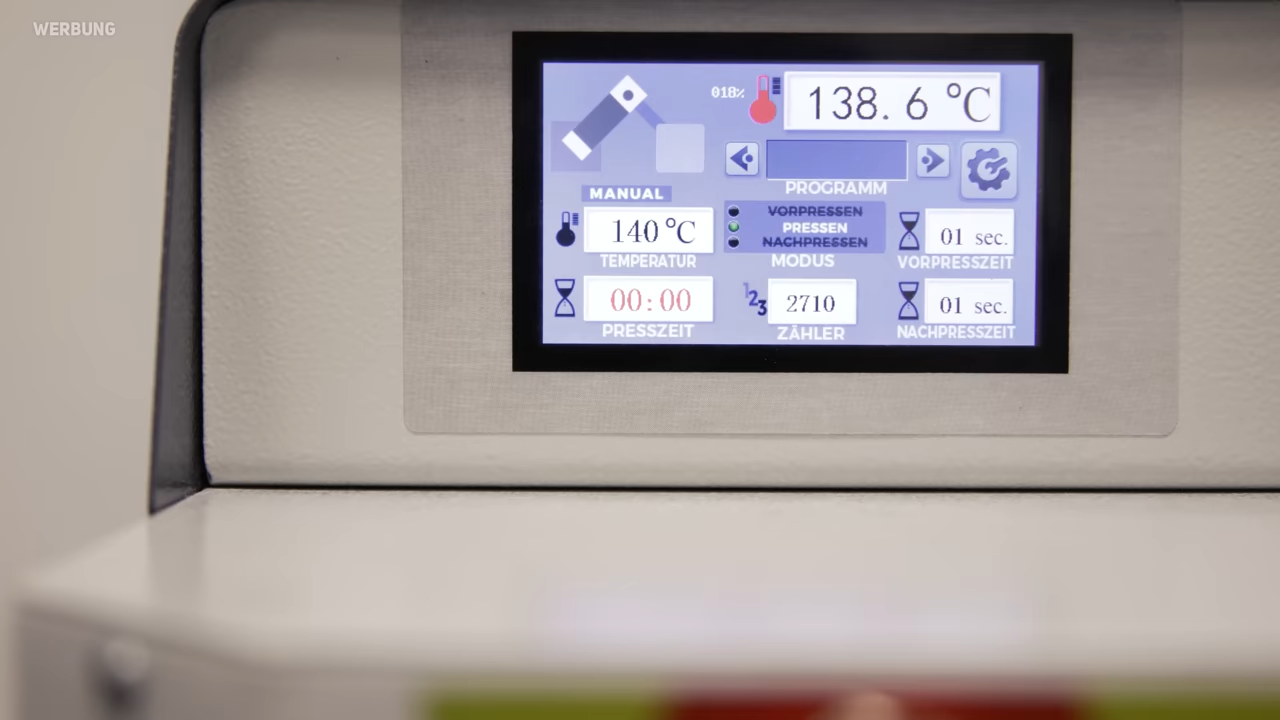 WERBUNG
018% 138.6 °C
PROGRAMM
MANUAL
140°C
TEMPERATUR
VORPRESSEN
PRESSEN
NACHPRESSEN
MODUS
01 sec.
VORPRESSZEIT
00:00
PRESSZEIT
123 2710
ZÄHLER
01 sec.
NACHPRESSZEIT